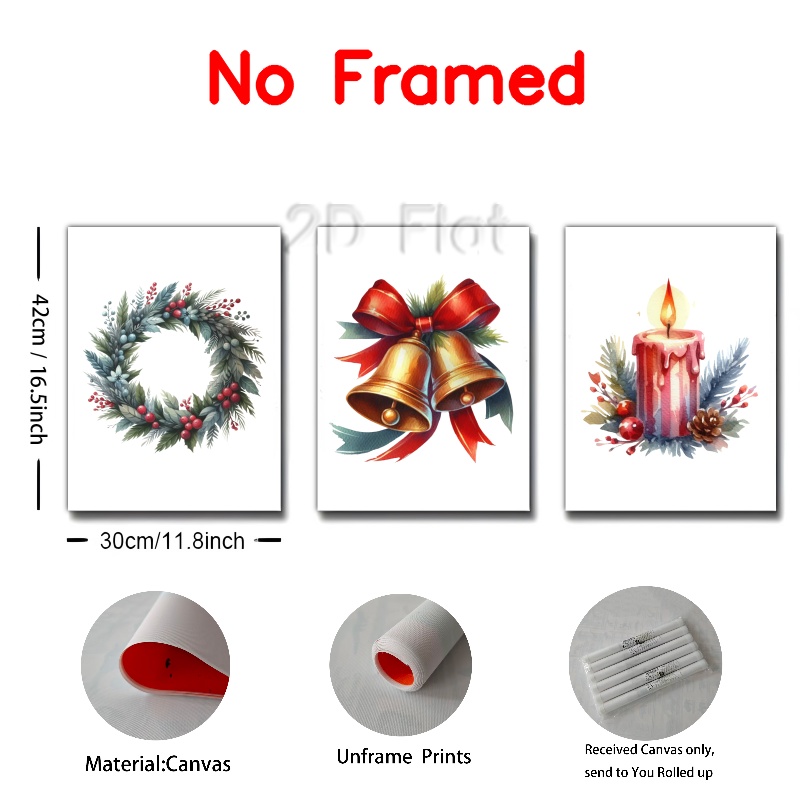 No Framed
2D Flat
42cm / 16.5inch
30cm/11.8inch
Material:Canvas
Unframe Prints
Received Canvas only,
send to You Rolled up